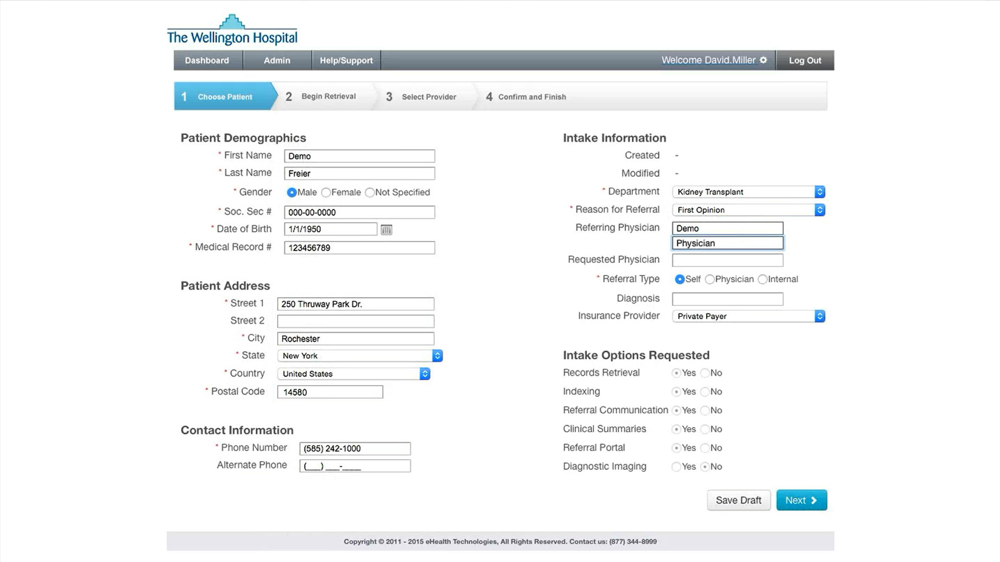 The Wellington Hospital
Dashboard Admin Help/Support Welcome David.Miller Log Out
1 Choose Patient 2 Begin Retrieval 3 Select Provider 4 Confirm and Finish
Patient Demographics
* First Name Demo
* Last Name Freier
* Gender Male Female Not Specified
* Soc. Sec # 000-00-0000
* Date of Birth 1/1/1950
* Medical Record # 123456789
Patient Address
* Street 1 250 Thruway Park Dr.
Street 2
* City Rochester
* State New York
* Country United States
* Postal Code 14580
Contact Information
* Phone Number (585) 242-1000
Alternate Phone (___) ___-____
Intake Information
Created -
Modified -
* Department Kidney Transplant
* Reason for Referral First Opinion
Referring Physician Demo
Physician
Requested Physician
* Referral Type Self Physician Internal
Diagnosis
Insurance Provider Private Payer
Intake Options Requested
Records Retrieval Yes No
Indexing Yes No
Referral Communication Yes No
Clinical Summaries Yes No
Referral Portal Yes No
Diagnostic Imaging Yes No
Save Draft Next
Copyright © 2011 - 2015 eHealth Technologies, All Rights Reserved. Contact us: (877) 344-8999